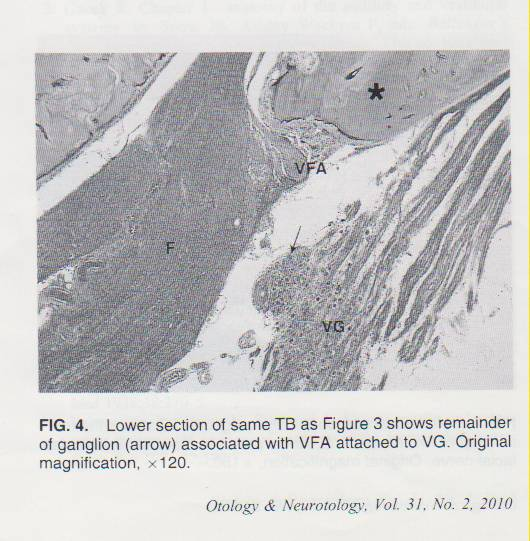 *
VFA
F
VG
FIG. 4. Lower section of same TB as Figure 3 shows remainder
of ganglion (arrow) associated with VFA attached to VG. Original
magnification, ×120.
Otology & Neurotology, Vol. 31, No. 2, 2010